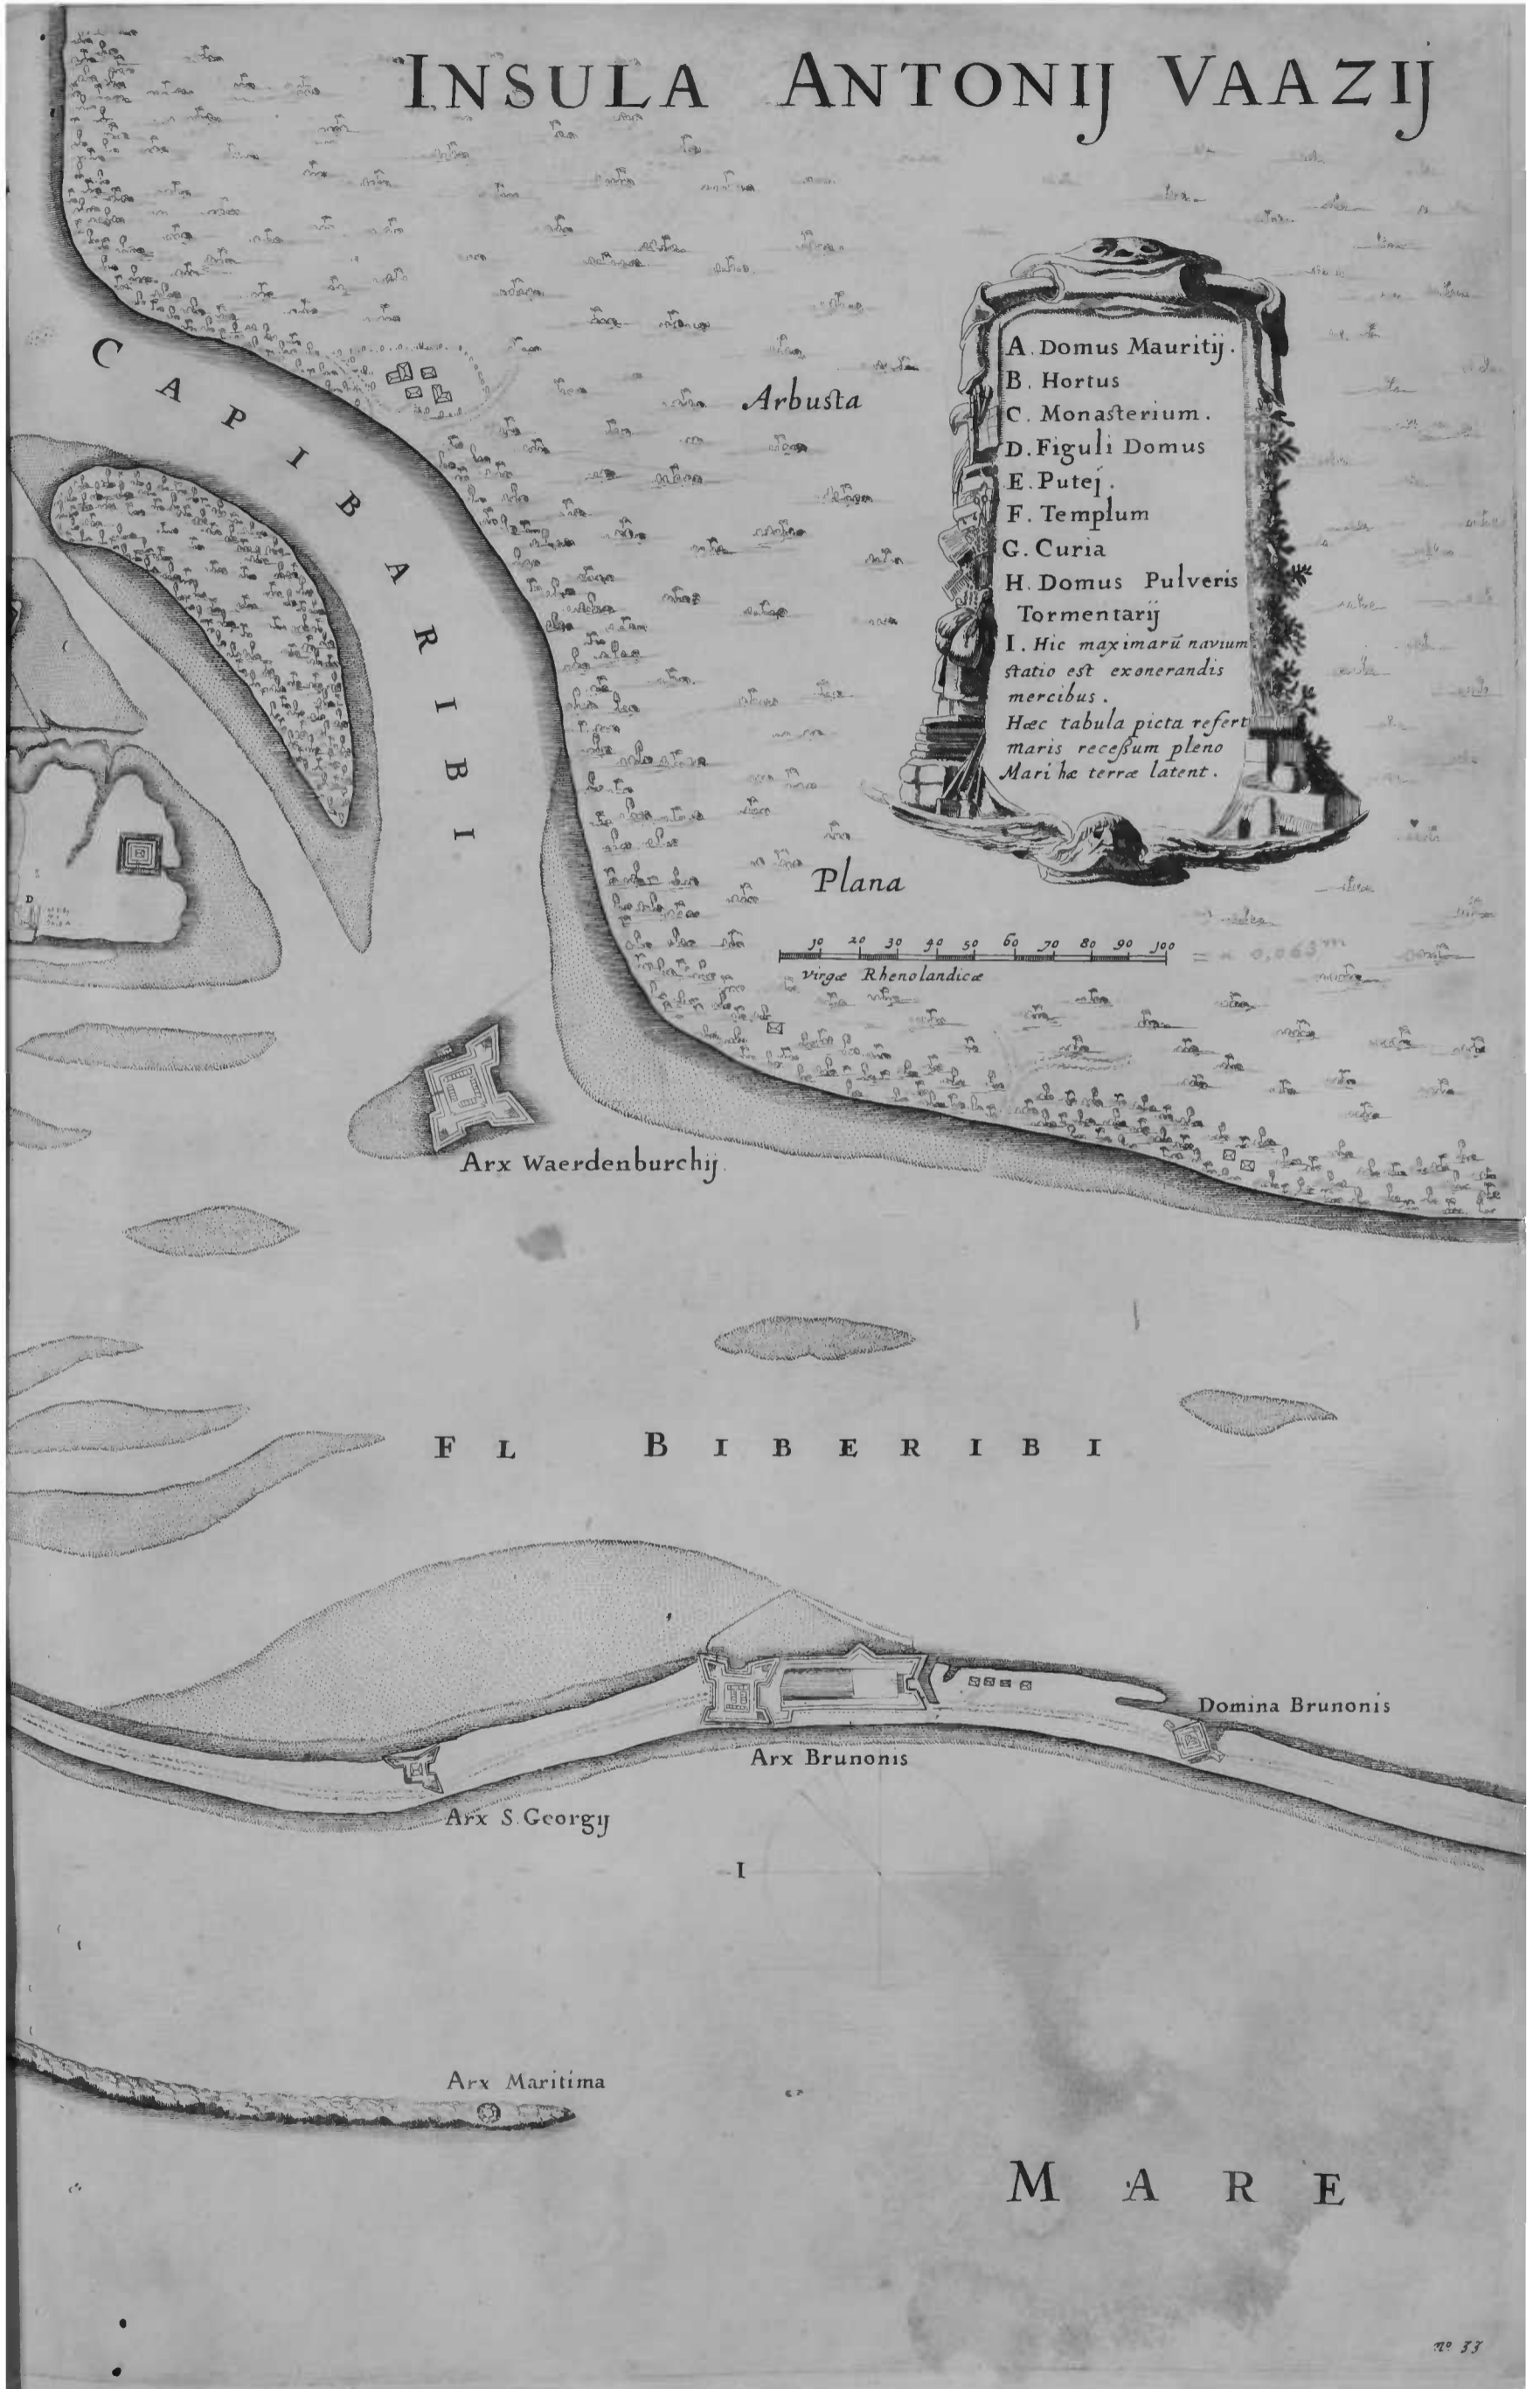 INSULA ANTONIJ VAAZIJ
CAPIBARIBI
Arbusta
A. Domus Mauritij.
B. Hortus
C. Monasterium.
D. Figuli Domus
E. Putej.
F. Templum
G. Curia
H. Domus Pulveris
Tormentarij
I. Hic maximarũ navium
statio est exonerandis
mercibus.
Hæc tabula picta refert
maris receßum pleno
Mari hæ terræ latent.
D
Plana
10 20 30 40 50 60 70 80 90 100
virgæ Rhenolandicæ
Arx Waerdenburchij.
FL BIBERIBI
Domina Brunonis
Arx Brunonis
Arx S. Georgij
I
Arx Maritima
MARE
nº 33